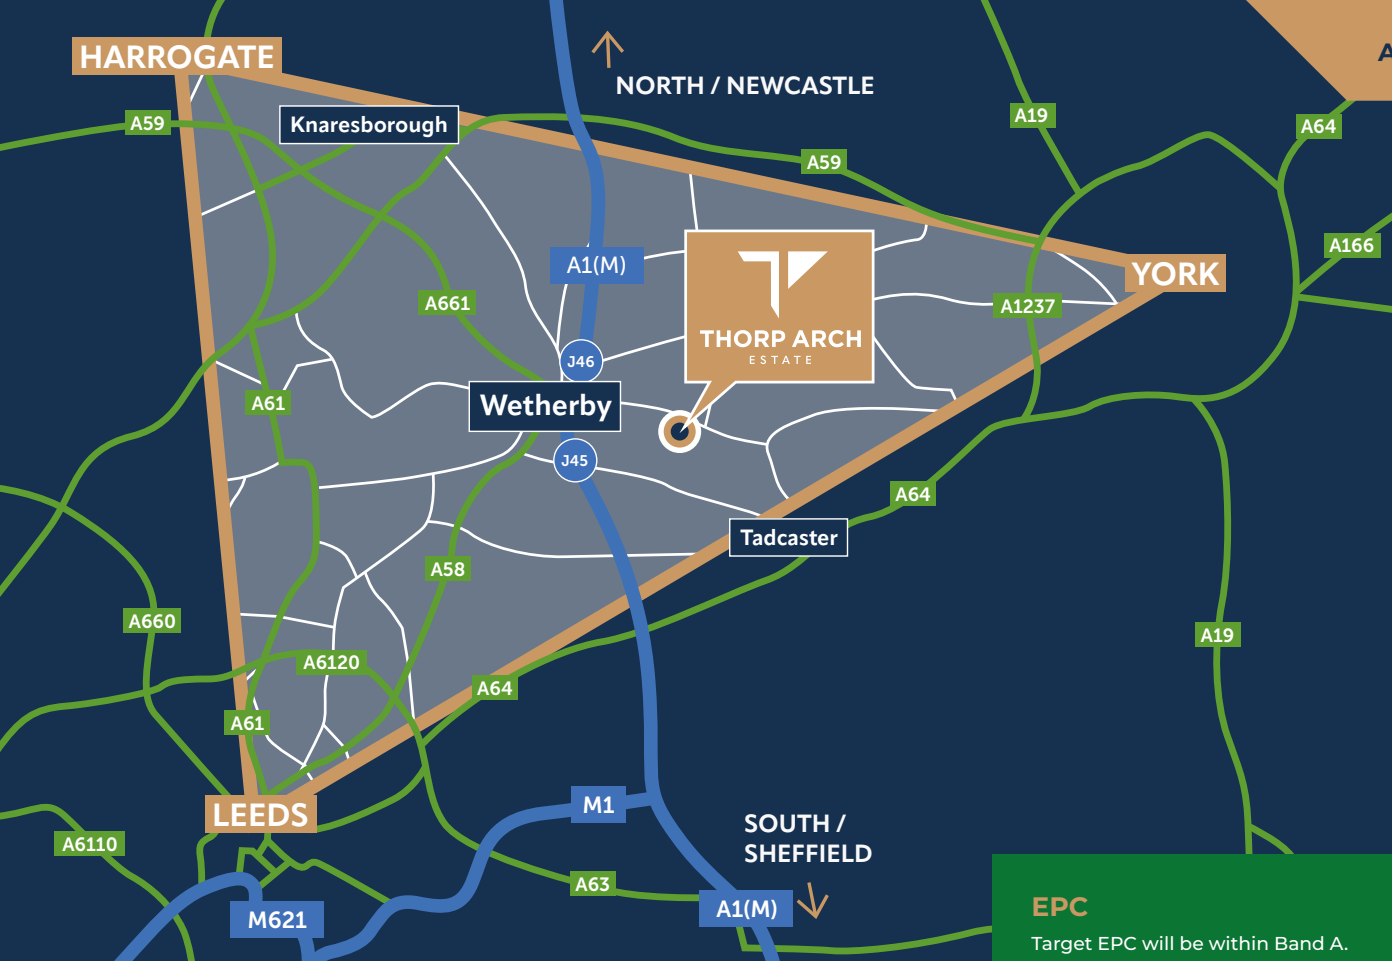 HARROGATE
NORTH / NEWCASTLE
A59
Knaresborough
A19
A64
A59
A166
A1(M)
YORK
A661
A1237
THORP ARCH
ESTATE
J46
A61
Wetherby
J45
A64
Tadcaster
A58
A660
A19
A6120
A64
A61
LEEDS
M1
SOUTH /
SHEFFIELD
A6110
A63
A1(M)
M621
EPC
Target EPC will be within Band A.